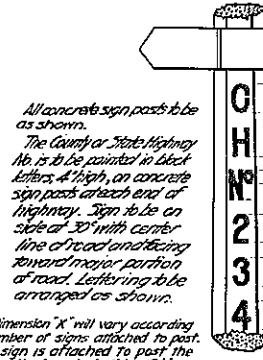 All concrete sign posts to be
as shown.
The County or State Highway
No. is to be painted in block
letters, 4" high, on concrete
sign posts at each end of
highway. Sign to be on
side at 30° with center
line of road and facing
toward major portion
of road. Lettering to be
arranged as shown.
Dimension "X" will vary according
mber of signs attached to post.
sign is attached to post the
C
H
Nº
2
3
4